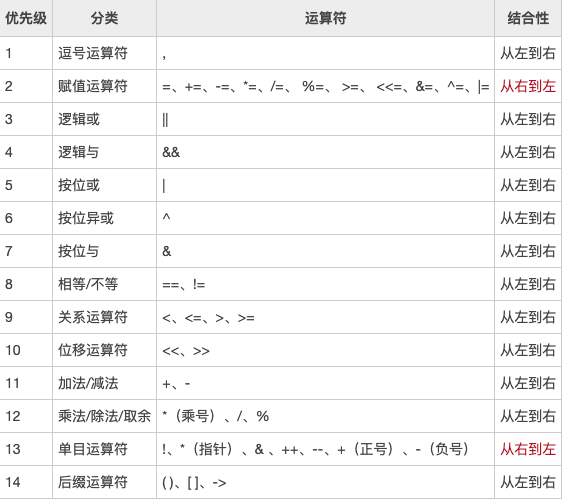 优先级 分类 运算符 结合性
1 逗号运算符 , 从左到右
2 赋值运算符 =、+=、-=、*=、/=、 %=、 >=、 <<=、&=、^=、|= 从右到左
3 逻辑或 || 从左到右
4 逻辑与 && 从左到右
5 按位或 | 从左到右
6 按位异或 ^ 从左到右
7 按位与 & 从左到右
8 相等/不等 ==、!= 从左到右
9 关系运算符 <、<=、>、>= 从左到右
10 位移运算符 <<、>> 从左到右
11 加法/减法 +、- 从左到右
12 乘法/除法/取余 *（乘号）、/、% 从左到右
13 单目运算符 !、*（指针）、& 、++、--、+（正号）、-（负号） 从右到左
14 后缀运算符 ( )、[ ]、-> 从左到右